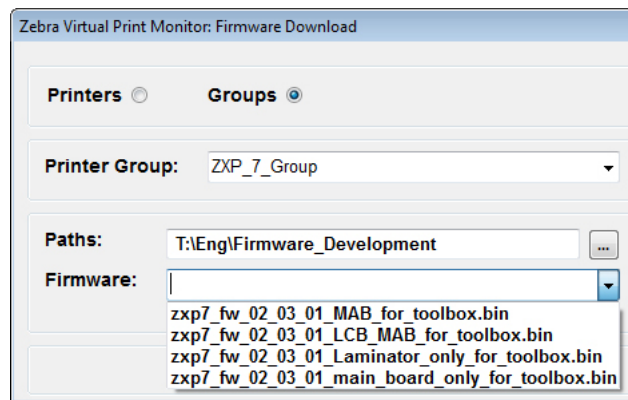 Zebra Virtual Print Monitor: Firmware Download
Printers Groups
Printer Group: ZXP_7_Group
Paths: T:\Eng\Firmware_Development ...
Firmware:
zxp7_fw_02_03_01_MAB_for_toolbox.bin
zxp7_fw_02_03_01_LCB_MAB_for_toolbox.bin
zxp7_fw_02_03_01_Laminator_only_for_toolbox.bin
zxp7_fw_02_03_01_main_board_only_for_toolbox.bin